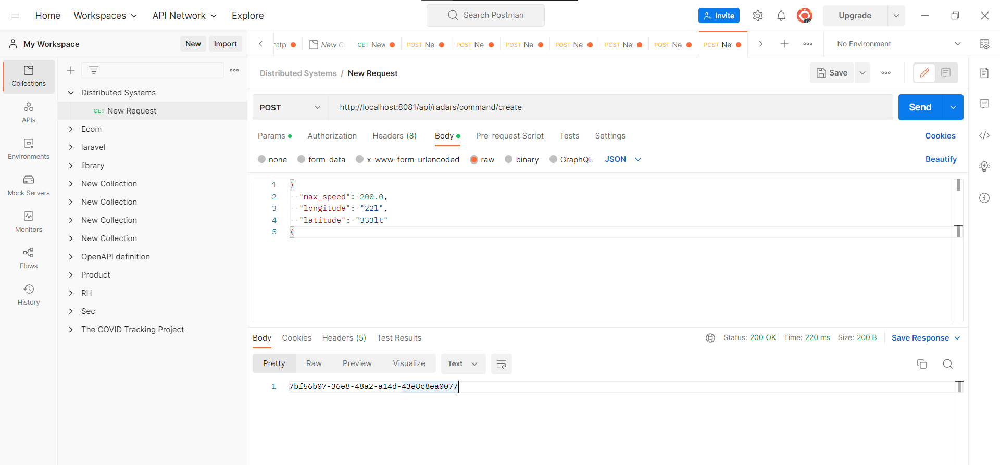 Home Workspaces API Network Explore Search Postman Invite Upgrade
My Workspace New Import
http New C GET New POST Ne POST Ne POST Ne POST Ne POST Ne POST Ne POST Ne No Environment
Collections
APIs
Environments
Mock Servers
Monitors
Flows
History
Distributed Systems
GET New Request
Ecom
laravel
library
New Collection
New Collection
New Collection
New Collection
OpenAPI definition
Product
RH
Sec
The COVID Tracking Project
Distributed Systems / New Request Save
POST http://localhost:8081/api/radars/command/create Send
Params Authorization Headers (8) Body Pre-request Script Tests Settings Cookies
none form-data x-www-form-urlencoded raw binary GraphQL JSON Beautify
1 {
2 "max_speed": 200.0,
3 "longitude": "22l",
4 "latitude": "333lt"
5 }
Body Cookies Headers (5) Test Results Status: 200 OK Time: 220 ms Size: 200 B Save Response
Pretty Raw Preview Visualize Text
1 7bf56b07-36e8-48a2-a14d-43e8c8ea0077